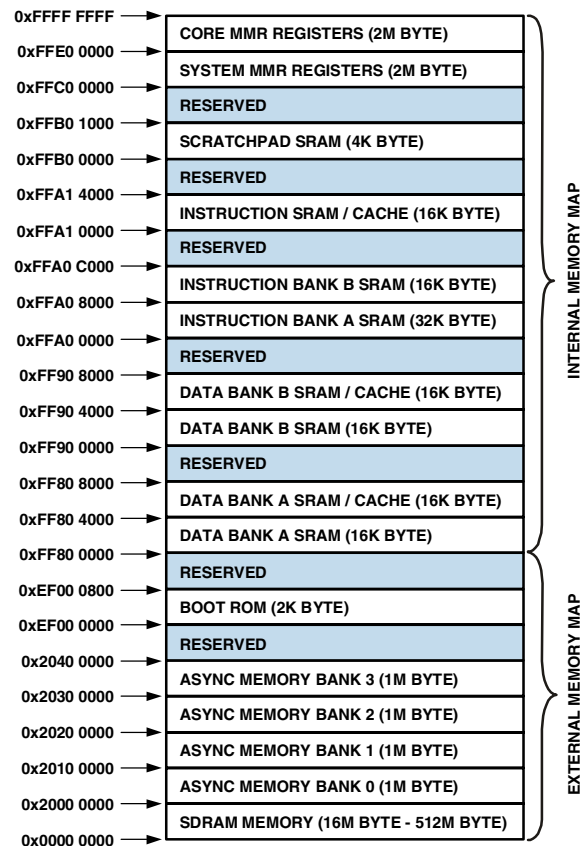 0xFFFF FFFF
CORE MMR REGISTERS (2M BYTE)
0xFFE0 0000
SYSTEM MMR REGISTERS (2M BYTE)
0xFFC0 0000
RESERVED
0xFFB0 1000
SCRATCHPAD SRAM (4K BYTE)
0xFFB0 0000
RESERVED
0xFFA1 4000
INSTRUCTION SRAM / CACHE (16K BYTE)
0xFFA1 0000
RESERVED
0xFFA0 C000
INSTRUCTION BANK B SRAM (16K BYTE)
0xFFA0 8000
INSTRUCTION BANK A SRAM (32K BYTE)
0xFFA0 0000
RESERVED
0xFF90 8000
DATA BANK B SRAM / CACHE (16K BYTE)
0xFF90 4000
DATA BANK B SRAM (16K BYTE)
0xFF90 0000
RESERVED
0xFF80 8000
DATA BANK A SRAM / CACHE (16K BYTE)
0xFF80 4000
DATA BANK A SRAM (16K BYTE)
0xFF80 0000
RESERVED
0xEF00 0800
BOOT ROM (2K BYTE)
0xEF00 0000
RESERVED
0x2040 0000
ASYNC MEMORY BANK 3 (1M BYTE)
0x2030 0000
ASYNC MEMORY BANK 2 (1M BYTE)
0x2020 0000
ASYNC MEMORY BANK 1 (1M BYTE)
0x2010 0000
ASYNC MEMORY BANK 0 (1M BYTE)
0x2000 0000
SDRAM MEMORY (16M BYTE - 512M BYTE)
0x0000 0000
INTERNAL MEMORY MAP
EXTERNAL MEMORY MAP